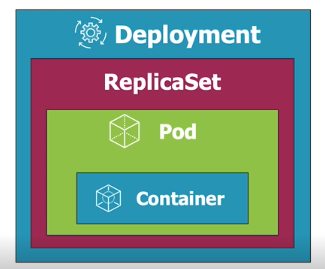 Deployment
ReplicaSet
Pod
Container